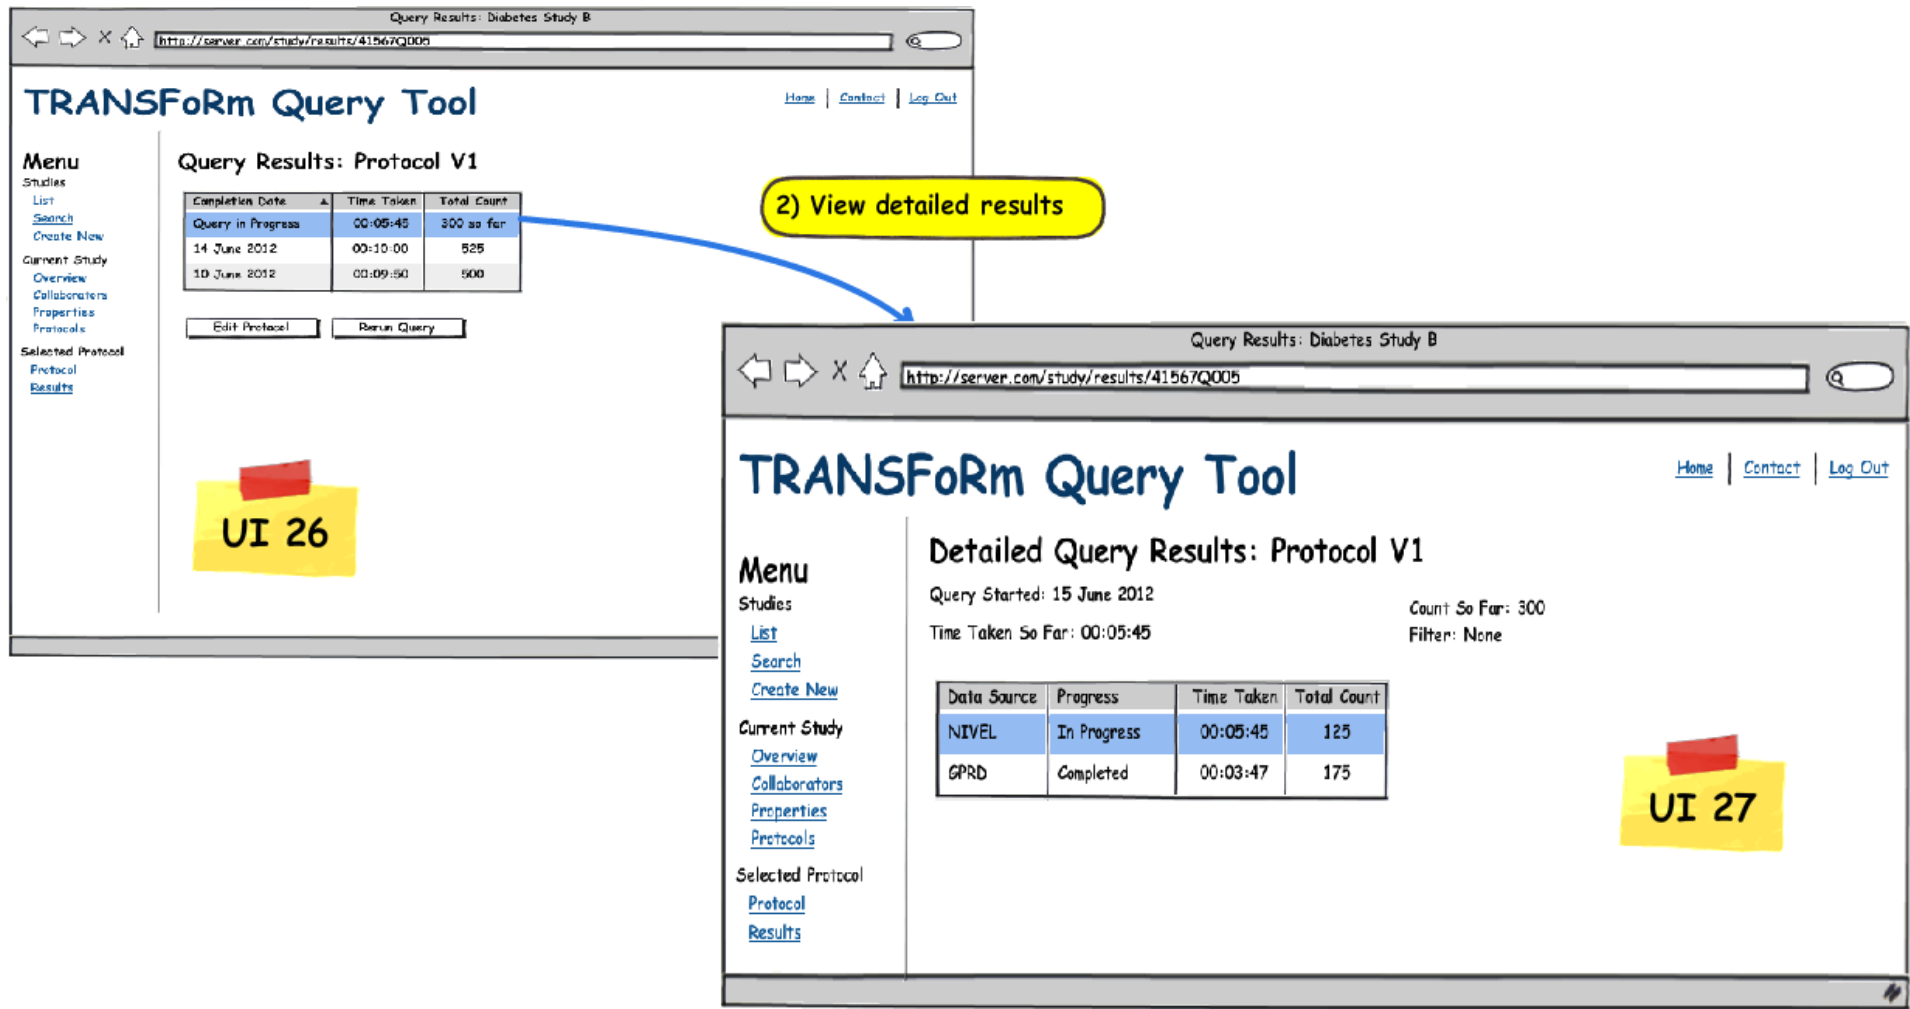 Query Results: Diabetes Study B
X http://server.com/study/results/41567Q005
TRANSFoRm Query Tool
Home | Contact | Log Out
Menu
Studies
List
Search
Create New
Current Study
Overview
Collaborators
Properties
Protocols
Selected Protocol
Protocol
Results
Query Results: Protocol V1
Completion Date ▲ Time Taken Total Count
Query in Progress 00:05:45 300 so far
14 June 2012 00:10:00 525
10 June 2012 00:09:50 500
Edit Protocol Rerun Query
UI 26
2) View detailed results
Query Results: Diabetes Study B
X http://server.com/study/results/41567Q005
TRANSFoRm Query Tool
Home | Contact | Log Out
Menu
Studies
List
Search
Create New
Current Study
Overview
Collaborators
Properties
Protocols
Selected Protocol
Protocol
Results
Detailed Query Results: Protocol V1
Query Started: 15 June 2012
Time Taken So Far: 00:05:45
Count So Far: 300
Filter: None
Data Source Progress Time Taken Total Count
NIVEL In Progress 00:05:45 125
GPRD Completed 00:03:47 175
UI 27